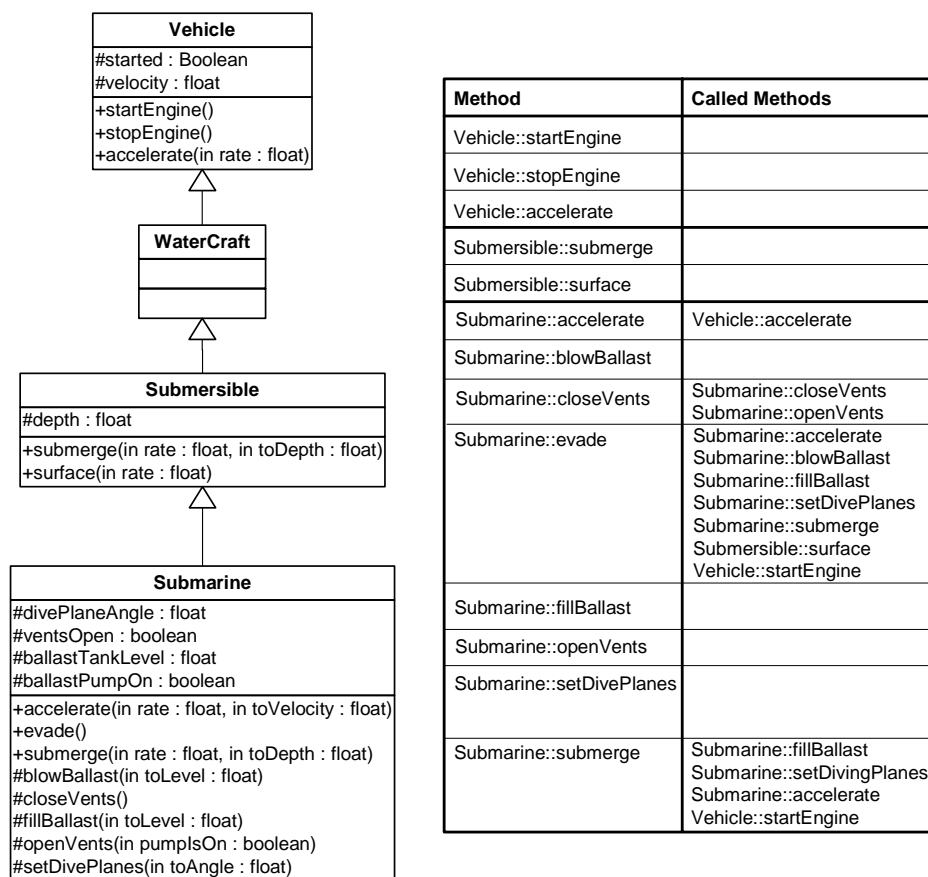 Vehicle
#started : Boolean
#velocity : float
+startEngine()
+stopEngine()
+accelerate(in rate : float)
WaterCraft
Submersible
#depth : float
+submerge(in rate : float, in toDepth : float)
+surface(in rate : float)
Submarine
#divePlaneAngle : float
#ventsOpen : boolean
#ballastTankLevel : float
#ballastPumpOn : boolean
+accelerate(in rate : float, in toVelocity : float)
+evade()
+submerge(in rate : float, in toDepth : float)
#blowBallast(in toLevel : float)
#closeVents()
#fillBallast(in toLevel : float)
#openVents(in pumpIsOn : boolean)
#setDivePlanes(in toAngle : float)
Method Called Methods
Vehicle::startEngine
Vehicle::stopEngine
Vehicle::accelerate
Submersible::submerge
Submersible::surface
Submarine::accelerate Vehicle::accelerate
Submarine::blowBallast
Submarine::closeVents Submarine::closeVents
Submarine::openVents
Submarine::evade Submarine::accelerate
Submarine::blowBallast
Submarine::fillBallast
Submarine::setDivePlanes
Submarine::submerge
Submersible::surface
Vehicle::startEngine
Submarine::fillBallast
Submarine::openVents
Submarine::setDivePlanes
Submarine::submerge Submarine::fillBallast
Submarine::setDivingPlanes
Submarine::accelerate
Vehicle::startEngine